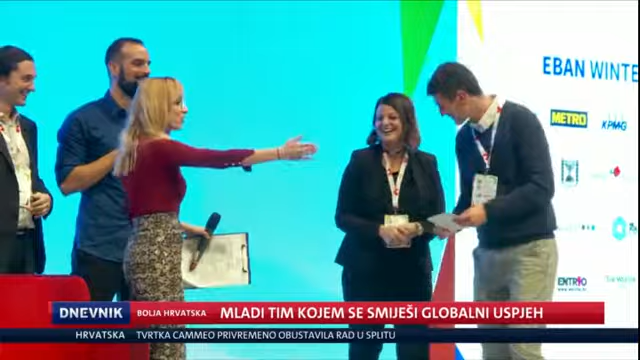 EBAN WINTE
METRO
KPMG
ENTRIO
DNEVNIK
BOLJA HRVATSKA
MLADI TIM KOJEM SE SMIJEŠI GLOBALNI USPJEH
HRVATSKA
TVRTKA CAMMEO PRIVREMENO OBUSTAVILA RAD U SPLITU